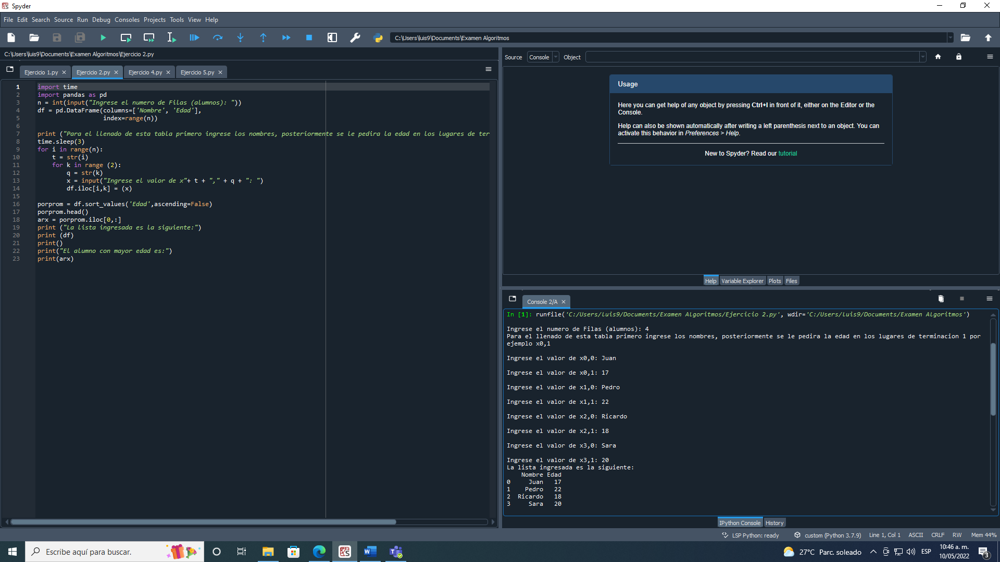 Spyder
File Edit Search Source Run Debug Consoles Projects Tools View Help
C:\Users\luis9\Documents\Examen Algoritmos
C:\Users\luis9\Documents\Examen Algoritmos\Ejercicio 2.py
Ejercicio 1.py Ejercicio 2.py Ejercicio 4.py Ejercicio 5.py
1 import time
2 import pandas as pd
3 n = int(input("Ingrese el numero de Filas (alumnos): "))
4 df = pd.DataFrame(columns=['Nombre', 'Edad'],
5 index=range(n))
6
7 print ("Para el llenado de esta tabla primero ingrese los nombres, posteriormente se le pedira la edad en los lugares de ter
8 time.sleep(3)
9 for i in range(n):
10 t = str(i)
11 for k in range (2):
12 q = str(k)
13 x = input("Ingrese el valor de x"+ t + "," + q + ": ")
14 df.iloc[i,k] = (x)
15
16 porprom = df.sort_values('Edad',ascending=False)
17 porprom.head()
18 arx = porprom.iloc[0,:]
19 print ("La lista ingresada es la siguiente:")
20 print (df)
21 print()
22 print("El alumno con mayor edad es:")
23 print(arx)
Source Console Object
Usage
Here you can get help of any object by pressing Ctrl+I in front of it, either on the Editor or the
Console.
Help can also be shown automatically after writing a left parenthesis next to an object. You can
activate this behavior in Preferences > Help.
New to Spyder? Read our tutorial
Help Variable Explorer Plots Files
Console 2/A
In [1]: runfile('C:/Users/luis9/Documents/Examen Algoritmos/Ejercicio 2.py', wdir='C:/Users/luis9/Documents/Examen Algoritmos')
Ingrese el numero de Filas (alumnos): 4
Para el llenado de esta tabla primero ingrese los nombres, posteriormente se le pedira la edad en los lugares de terminacion 1 por
ejemplo x0,1
Ingrese el valor de x0,0: Juan
Ingrese el valor de x0,1: 17
Ingrese el valor de x1,0: Pedro
Ingrese el valor de x1,1: 22
Ingrese el valor de x2,0: Ricardo
Ingrese el valor de x2,1: 18
Ingrese el valor de x3,0: Sara
Ingrese el valor de x3,1: 20
La lista ingresada es la siguiente:
Nombre Edad
0 Juan 17
1 Pedro 22
2 Ricardo 18
3 Sara 20
IPython Console History
LSP Python: ready custom (Python 3.7.9) Line 1, Col 1 ASCII CRLF RW Mem 44%
Escribe aquí para buscar.
27°C Parc. soleado ESP
10:46 a. m.
10/05/2022
3